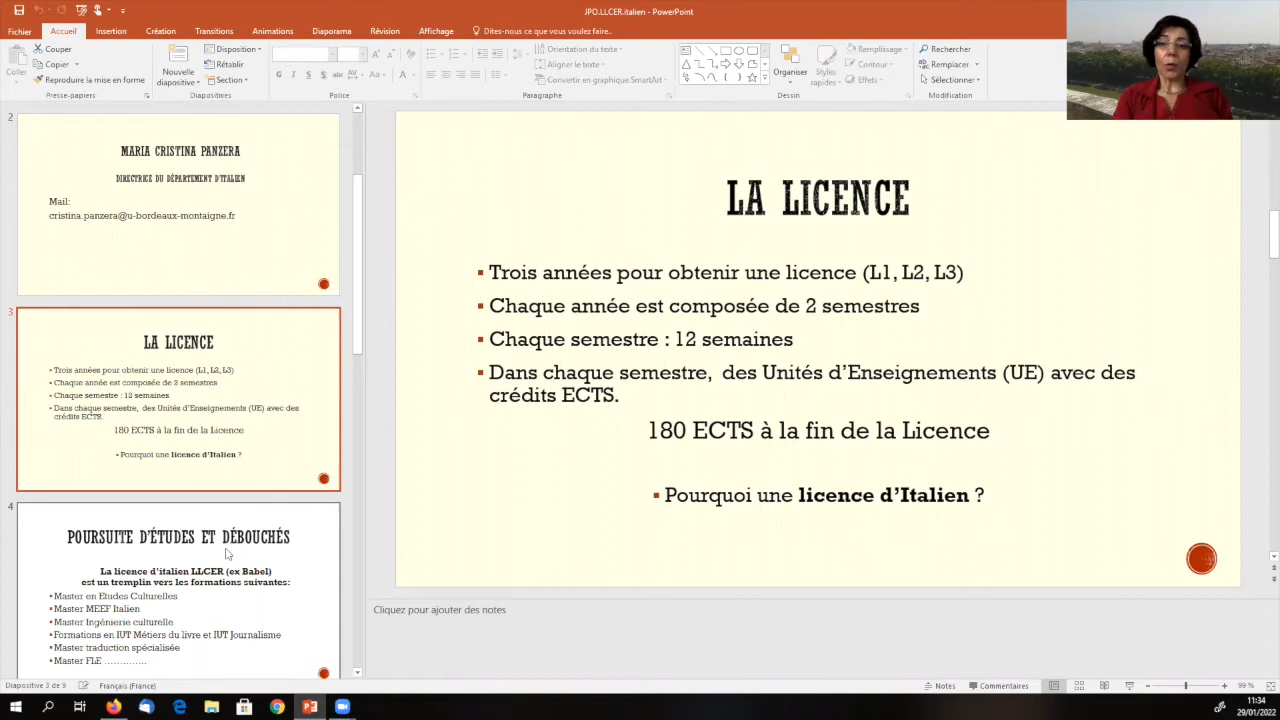 JPO.LLCER.italien - PowerPoint
Fichier Accueil Insertion Création Transitions Animations Diaporama Révision Affichage Dites-nous ce que vous voulez faire..
Coller
Couper
Copier
Reproduire la mise en forme
Presse-papiers
Nouvelle
diapositive
Disposition
Rétablir
Section
Diapositives
G I S S abc AV Aa A
Police
Orientation du texte
Aligner le texte
Convertir en graphique SmartArt
Paragraphe
Organiser
Styles
rapides
Remplissage
Contour
Effets
Dessin
Rechercher
Remplacer
Sélectionner
Modification
2
MARIA CRISTINA PANZERA
DIRECTRICE DU DÉPARTEMENT D'ITALIEN
Mail:
cristina.panzera@u-bordeaux-montaigne.fr
3
LA LICENCE
Trois années pour obtenir une licence (L1, L2, L3)
Chaque année est composée de 2 semestres
Chaque semestre : 12 semaines
Dans chaque semestre, des Unités d'Enseignements (UE) avec des
crédits ECTS.
180 ECTS à la fin de la Licence
Pourquoi une licence d'Italien ?
4
POURSUITE D'ÉTUDES ET DÉBOUCHÉS
La licence d'italien LLCER (ex Babel)
est un tremplin vers les formations suivantes:
Master en Etudes Culturelles
Master MEEF Italien
Master Ingénierie culturelle
Formations en IUT Métiers du livre et IUT Journalisme
Master traduction spécialisée
Master FLE ..............
LA LICENCE
Trois années pour obtenir une licence (L1, L2, L3)
Chaque année est composée de 2 semestres
Chaque semestre : 12 semaines
Dans chaque semestre, des Unités d'Enseignements (UE) avec des
crédits ECTS.
180 ECTS à la fin de la Licence
Pourquoi une licence d'Italien ?
Cliquez pour ajouter des notes
Diapositive 3 de 9 Français (France) Notes Commentaires 99 %
11:34
29/01/2022